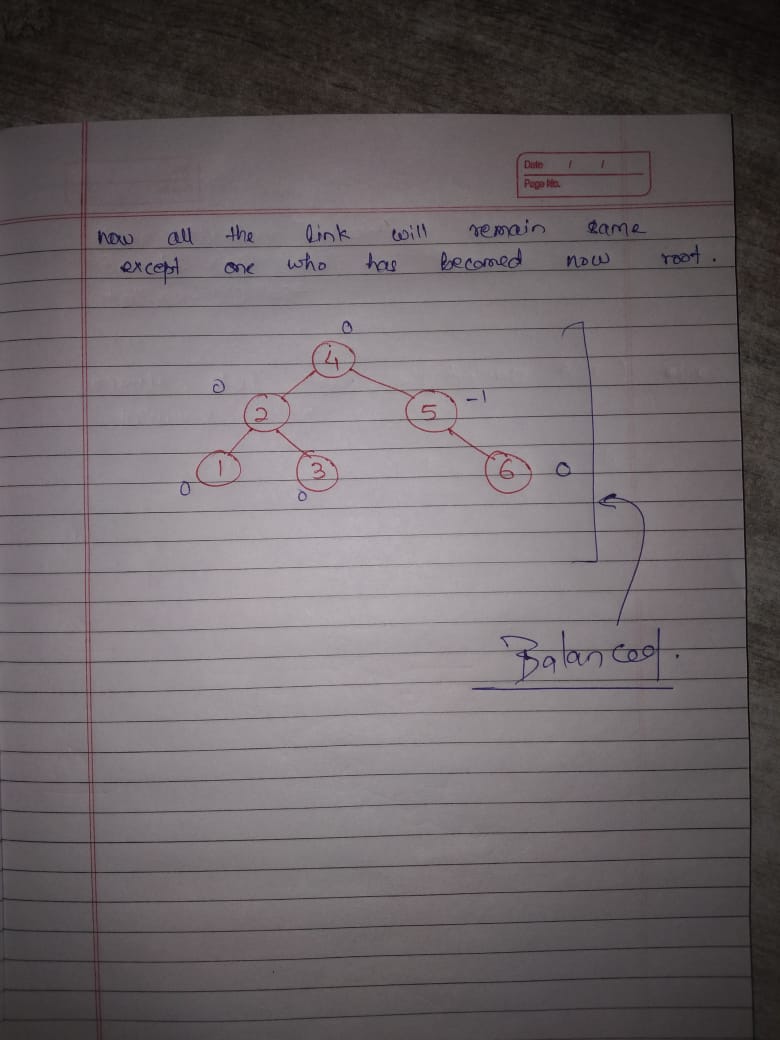 Date / /
Page No.
now all the link will remain same
except one who has becomed now root.
0
4
0
2
5 -1
1
3
6 0
0
0
Balanced.